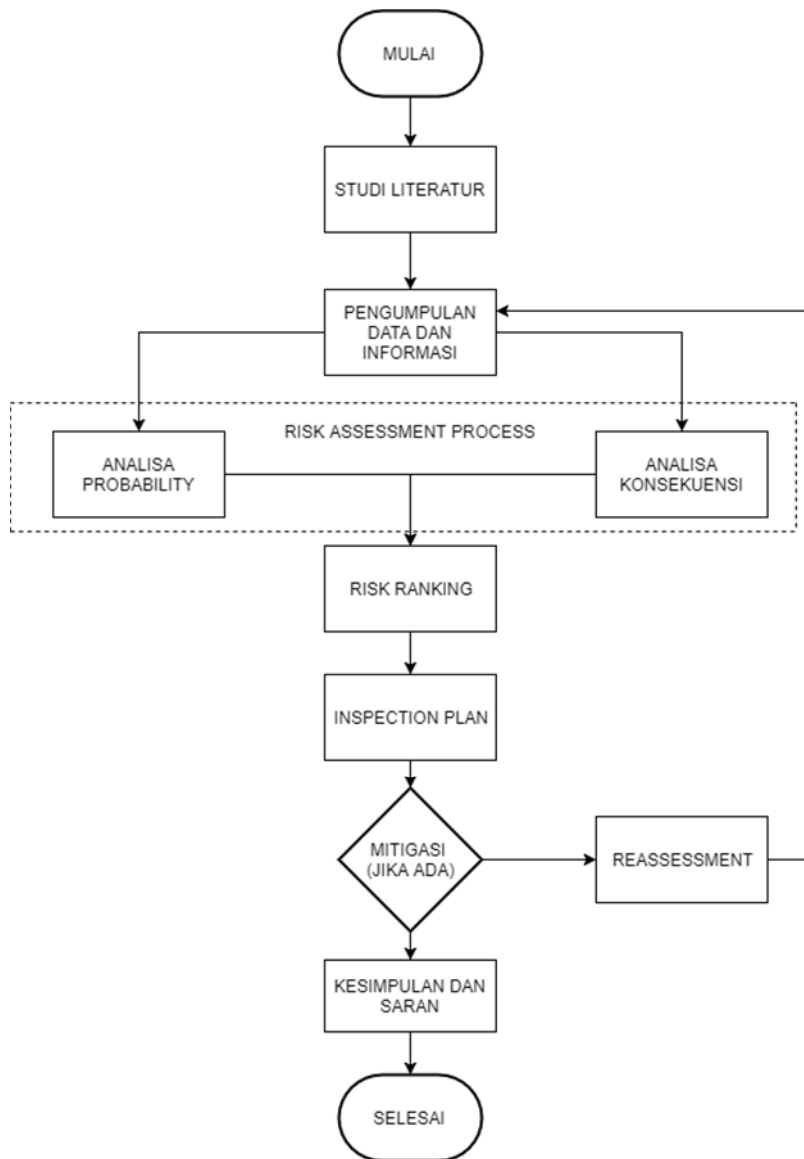 MULAI
STUDI LITERATUR
PENGUMPULAN
DATA DAN
INFORMASI
RISK ASSESSMENT PROCESS
ANALISA
PROBABILITY
ANALISA
KONSEKUENSI
RISK RANKING
INSPECTION PLAN
MITIGASI
(JIKA ADA)
REASSESSMENT
KESIMPULAN DAN
SARAN
SELESAI